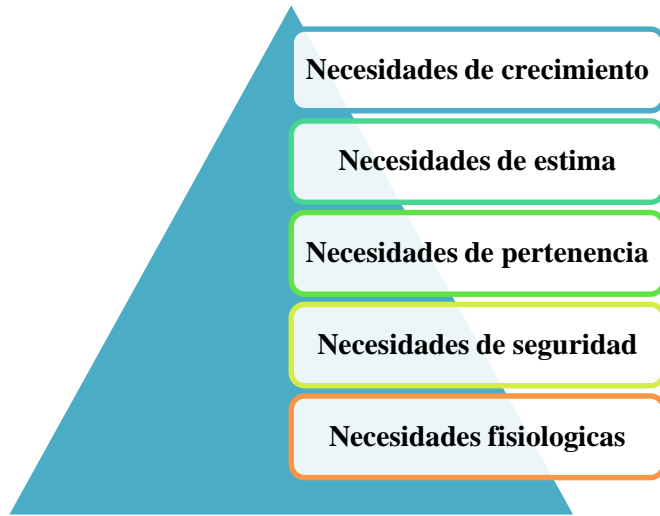 Necesidades de crecimiento
Necesidades de estima
Necesidades de pertenencia
Necesidades de seguridad
Necesidades fisiologicas